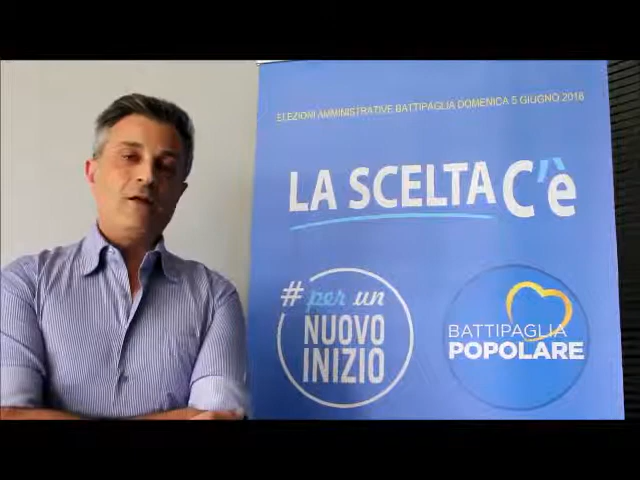 ELEZIONI AMMINISTRATIVE BATTIPAGLIA DOMENICA 5 GIUGNO 2016
LA SCELTA C'è
#per un
NUOVO
INIZIO
BATTIPAGLIA
POPOLARE